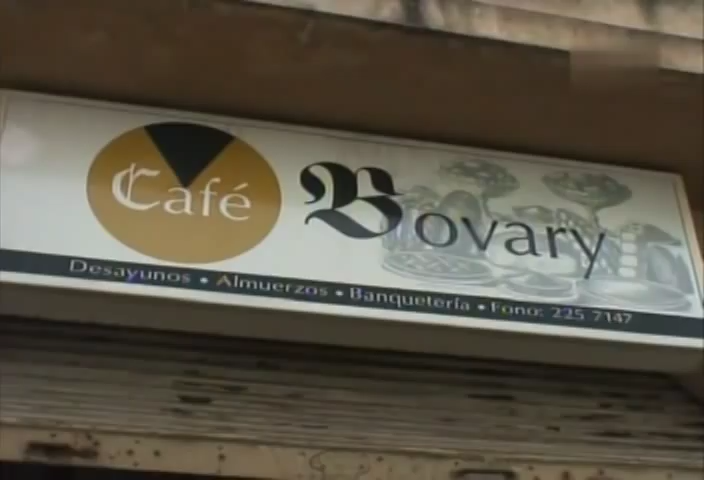 Café Bovary
Desayunos • Almuerzos • Banquetería • Fono: 225 7147